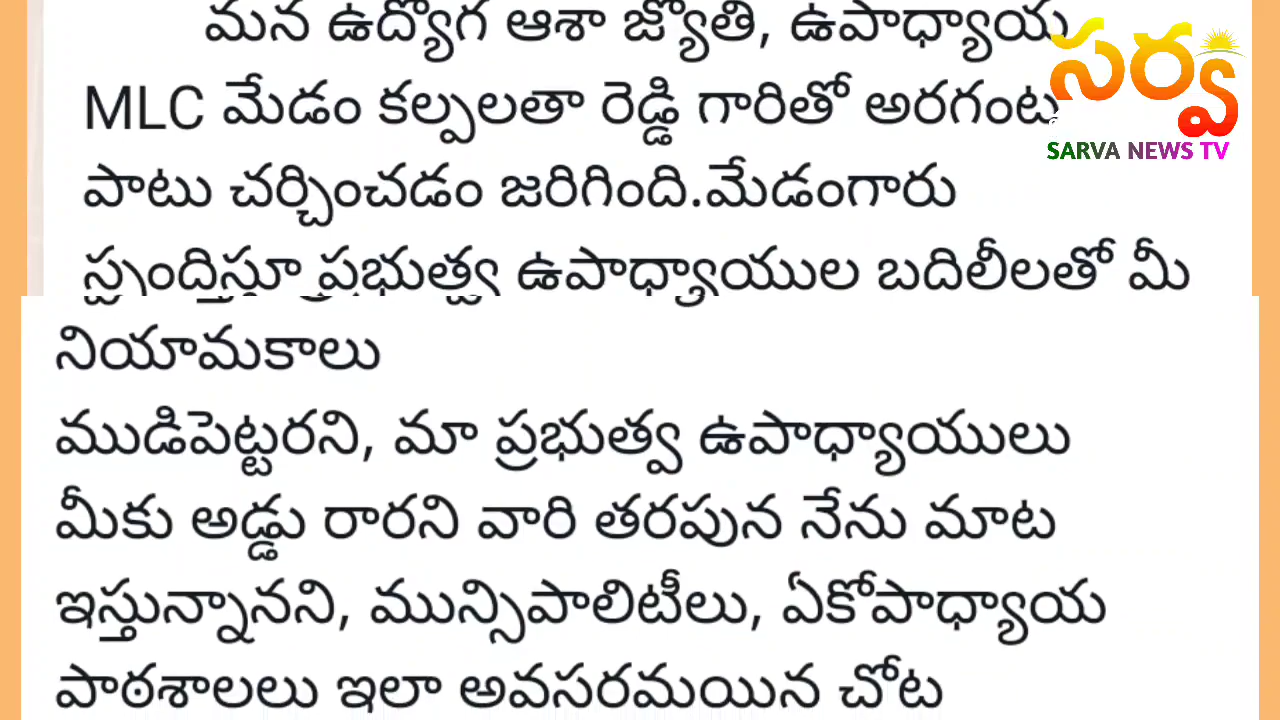 మన ఉద్యోగ ఆశా జ్యోతి, ఉపాధ్యాయ
MLC మేడం కల్పలతా రెడ్డి గారితో అరగంట
పాటు చర్చించడం జరిగింది.మేడంగారు
స్పందిస్తూ ప్రభుత్వ ఉపాధ్యాయుల బదిలీలతో మీ
నియామకాలు
ముడిపెట్టరని, మా ప్రభుత్వ ఉపాధ్యాయులు
మీకు అడ్డు రారని వారి తరపున నేను మాట
ఇస్తున్నానని, మున్సిపాలిటీలు, ఏకోపాధ్యాయ
పాఠశాలలు ఇలా అవసరమయిన చోట
సర్వ
SARVA NEWS TV